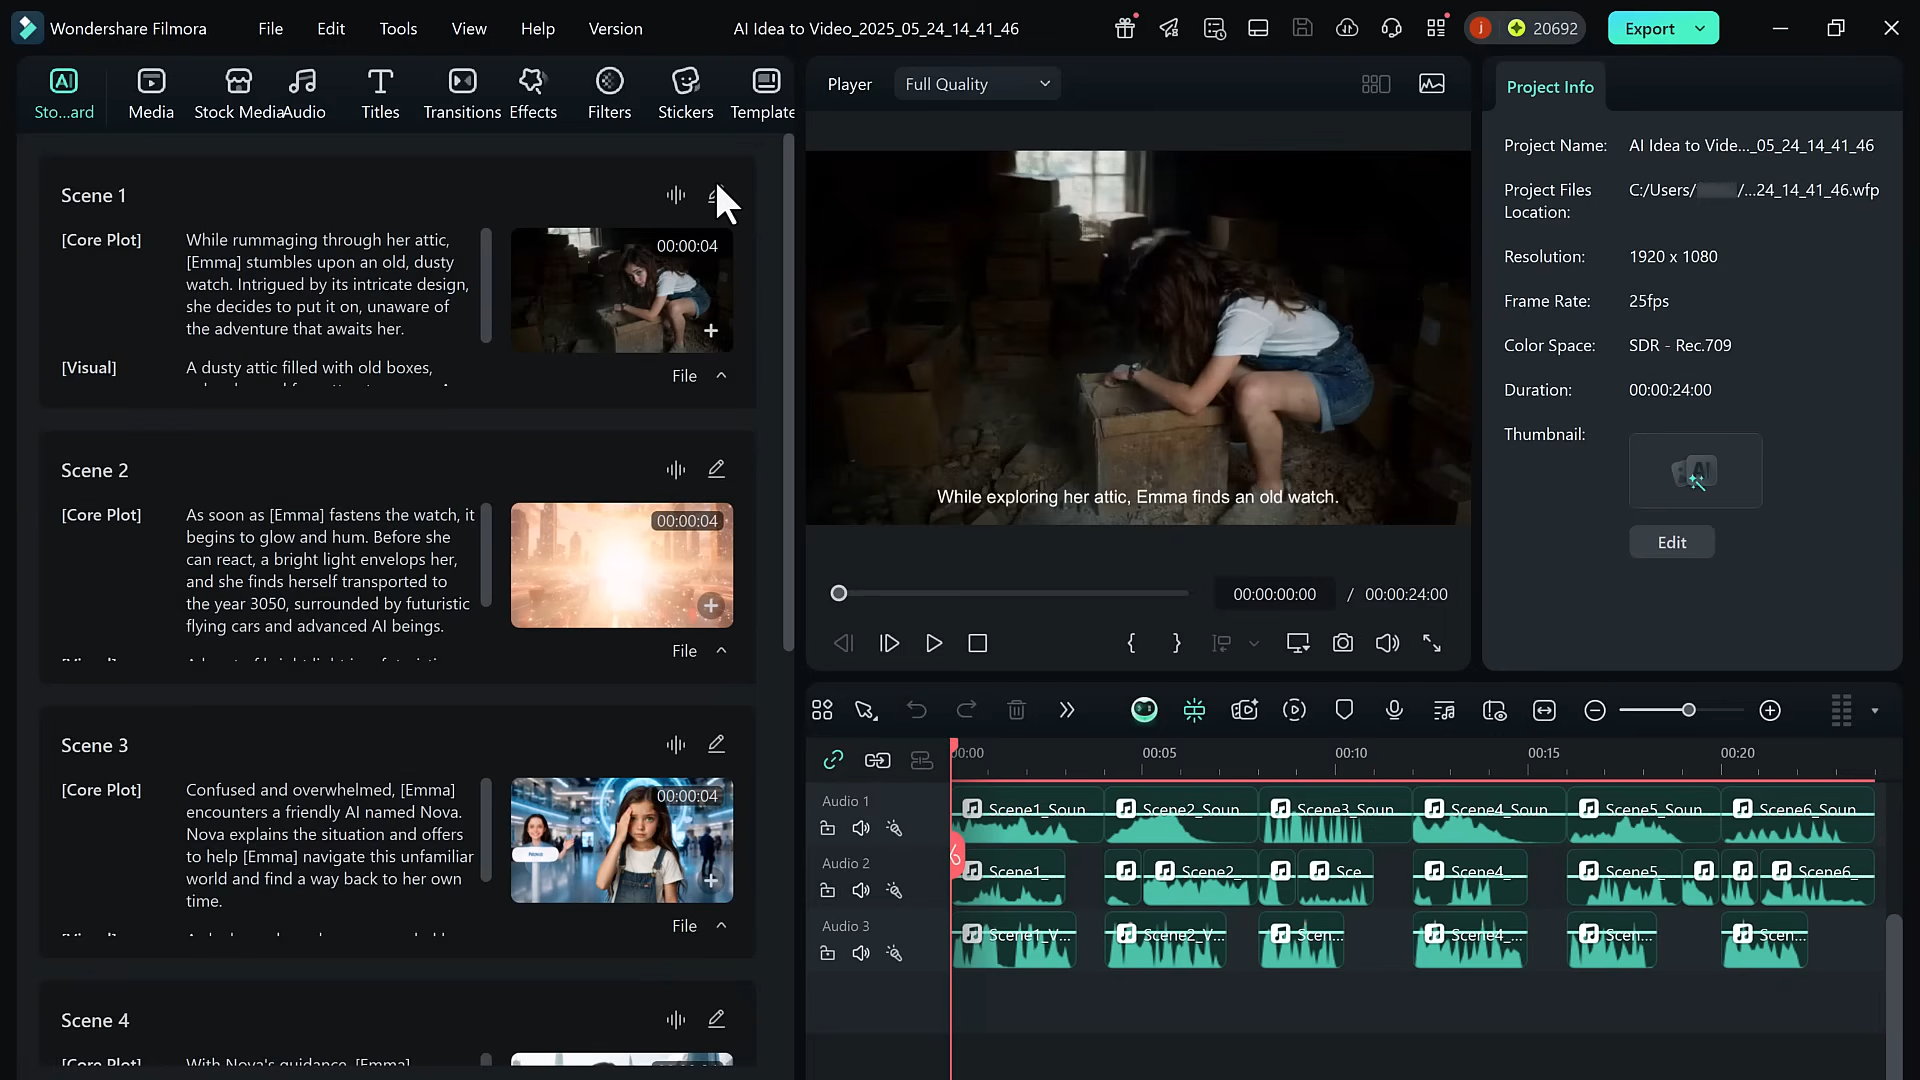 Wondershare Filmora
File
Edit
Tools
View
Help
Version
AI Idea to Video_2025_05_24_14_41_46
j
20692
Export
AI
Sto...ard
Media
Stock Media
Audio
Titles
Transitions
Effects
Filters
Stickers
Template
Scene 1
[Core Plot]
While rummaging through her attic,
[Emma] stumbles upon an old, dusty
watch. Intrigued by its intricate design,
she decides to put it on, unaware of
the adventure that awaits her.
[Visual]
A dusty attic filled with old boxes,
00:00:04
File
Scene 2
[Core Plot]
As soon as [Emma] fastens the watch, it
begins to glow and hum. Before she
can react, a bright light envelops her,
and she finds herself transported to
the year 3050, surrounded by futuristic
flying cars and advanced AI beings.
00:00:04
File
Scene 3
[Core Plot]
Confused and overwhelmed, [Emma]
encounters a friendly AI named Nova.
Nova explains the situation and offers
to help [Emma] navigate this unfamiliar
world and find a way back to her own
time.
00:00:04
File
Scene 4
[Core Plot]
With Nova's guidance, [Emma]
Player
Full Quality
While exploring her attic, Emma finds an old watch.
00:00:00:00
/ 00:00:24:00
Project Info
Project Name: AI Idea to Vide..._05_24_14_41_46
Project Files
Location:
C:/Users/ /...24_14_41_46.wfp
Resolution: 1920 x 1080
Frame Rate: 25fps
Color Space: SDR - Rec.709
Duration: 00:00:24:00
Thumbnail:
AI
Edit
00:00 00:05 00:10 00:15 00:20
Audio 1
Scene1_Soun Scene2_Soun Scene3_Soun Scene4_Soun Scene5_Soun Scene6_Soun
Audio 2
Scene1_ Scene2_ Sce Scene4_ Scene5_ Scene6_
Audio 3
Scene1_V... Scene2_V... Scen... Scene4_... Scen... Scen...